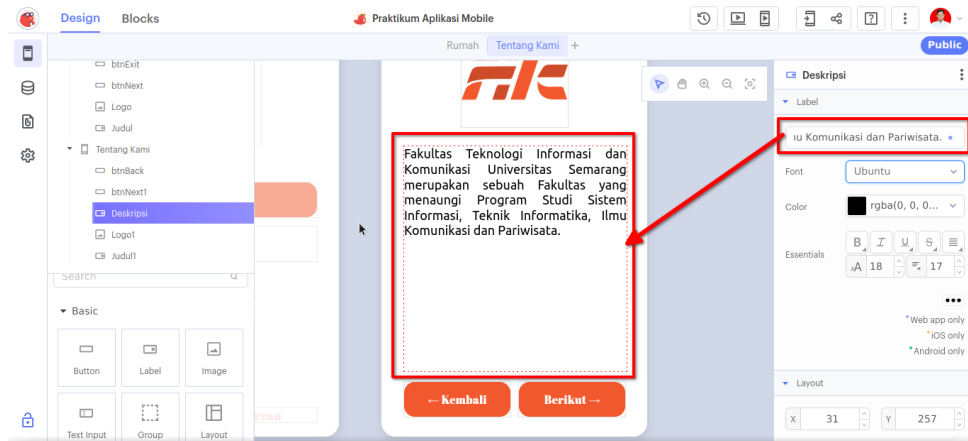 Design Blocks
Praktikum Aplikasi Mobile
Rumah Tentang Kami +
Public
btnExit
btnNext
Logo
Judul
Tentang Kami
btnBack
btnNext1
Deskripsi
Logo1
Judul1
Search
Basic
Button Label Image
Text Input Group Layout
Fakultas Teknologi Informasi dan
Komunikasi Universitas Semarang
merupakan sebuah Fakultas yang
menaungi Program Studi Sistem
Informasi, Teknik Informatika, Ilmu
Komunikasi dan Pariwisata.
← Kembali Berikut →
Deskripsi
Label
Komunikasi dan Pariwisata. ×
Font Ubuntu
Color rgba(0, 0, 0...
Essentials B I U S
AA 18 17
•••
*Web app only
*iOS only
*Android only
Layout
X 31 Y 257